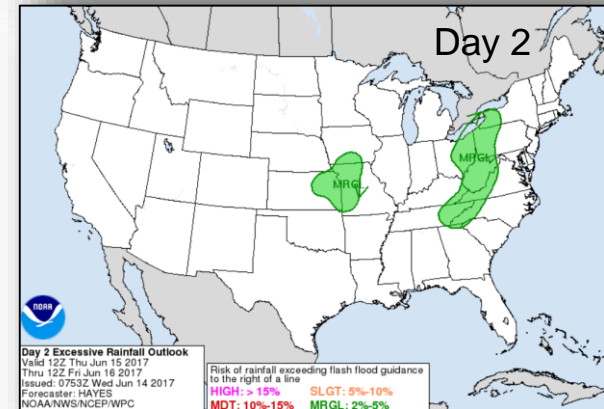 Day 2
MRGL
MRGL
NOAA
Day 2 Excessive Rainfall Outlook
Valid 12Z Thu Jun 15 2017
Thru 12Z Fri Jun 16 2017
Issued: 0753Z Wed Jun 14 2017
Forecaster: HAYES
NOAA/NWS/NCEP/WPC
Risk of rainfall exceeding flash flood guidance
to the right of a line
HIGH: > 15% SLGT: 5%-10%
MDT: 10%-15% MRGL: 2%-5%